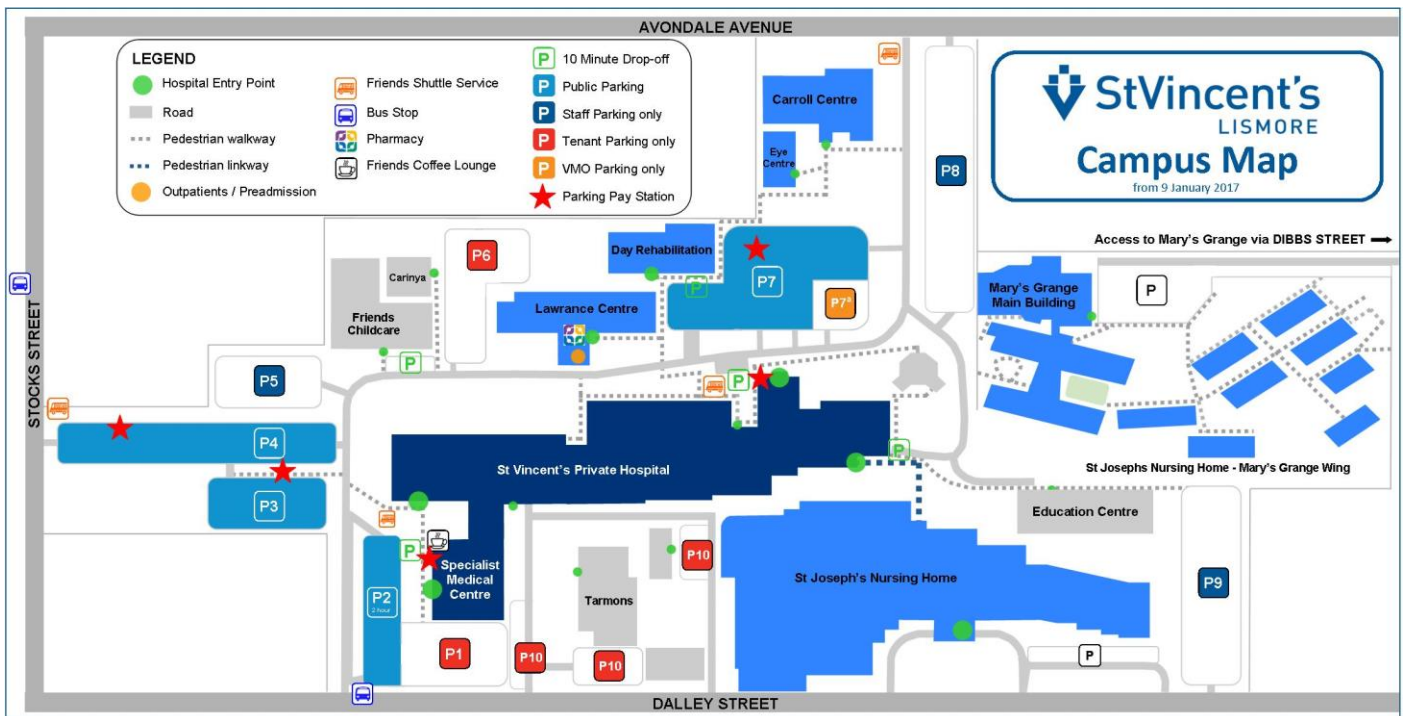 AVONDALE AVENUE
LEGEND
Hospital Entry Point
Road
Pedestrian walkway
Pedestrian linkway
Outpatients / Preadmission
Friends Shuttle Service
Bus Stop
Pharmacy
Friends Coffee Lounge
P 10 Minute Drop-off
P Public Parking
P Staff Parking only
P Tenant Parking only
P VMO Parking only
Parking Pay Station
StVincent's
LISMORE
Campus Map
from 9 January 2017
Carroll Centre
Eye
Centre
P8
Access to Mary's Grange via DIBBS STREET
Day Rehabilitation
P6
Carinya
P7
P
P7ª
Mary's Grange
Main Building
P
STOCKS STREET
Friends
Childcare
Lawrance Centre
P
P5
P
P4
St Vincent's Private Hospital
P
St Josephs Nursing Home - Mary's Grange Wing
P3
Education Centre
P
Specialist
Medical
Centre
P10
St Joseph's Nursing Home
P2
2 hour
Tarmons
P9
P1
P10
P10
P
DALLEY STREET